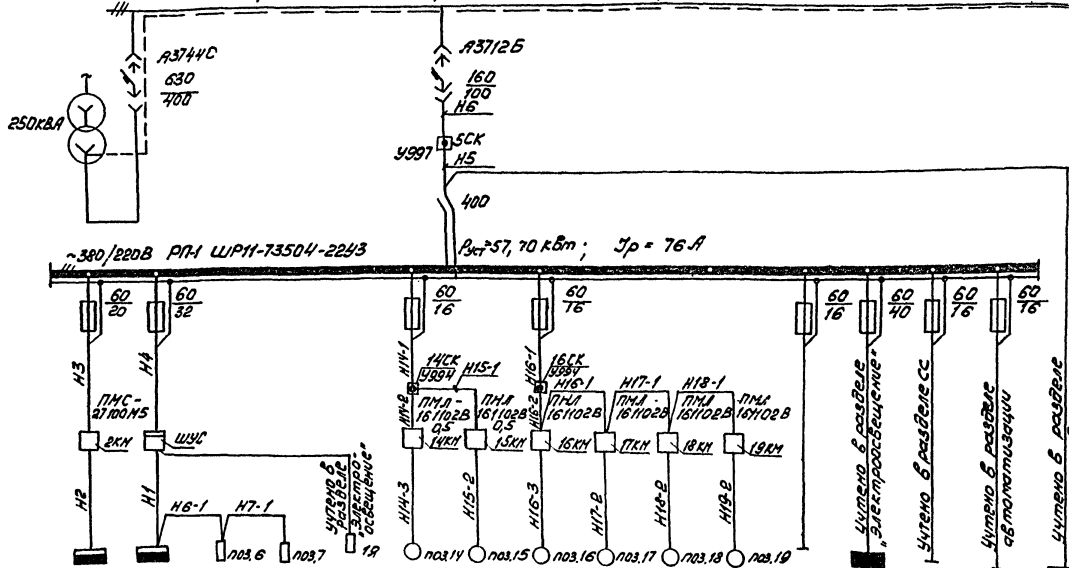 А3744С
630
400
250кВА
А3712Б
160
100
Н6
5СК
У997
Н5
400
~380/220В РП-1 ШР11-73504-22У3
Руст=57,70 кВт; Iр = 76 А
60
20
60
32
60
16
60
16
60
16
60
40
60
16
60
16
Н3
Н4
Н14-1
14СК
У994
Н15-1
Н16-1
16СК
У994
Н16-1
Н17-1
Н18-1
ПМС-
27100М5
2КМ
ШУС
ПМЛ-
161102В
0,5
14КМ
ПМЛ
161102В
0,5
15КМ
Н16-2
ПМЛ
161102В
16КМ
ПМЛ-
161102В
17КМ
ПМЛ
161102В
18КМ
ПМЛ
161102В
19КМ
Н2
Н1
Н6-1
Н7-1
учтено в
разделе
"Электро-
освещение"
1Я
Н14-3
Н15-2
Н16-3
Н17-2
Н18-2
Н19-2
поз.6
поз.7
поз.14
поз.15
поз.16
поз.17
поз.18
поз.19
Учтено в разделе
"Электроосвещение"
Учтено в разделе СС
Учтено в разделе
автоматизации
Учтено в разделе